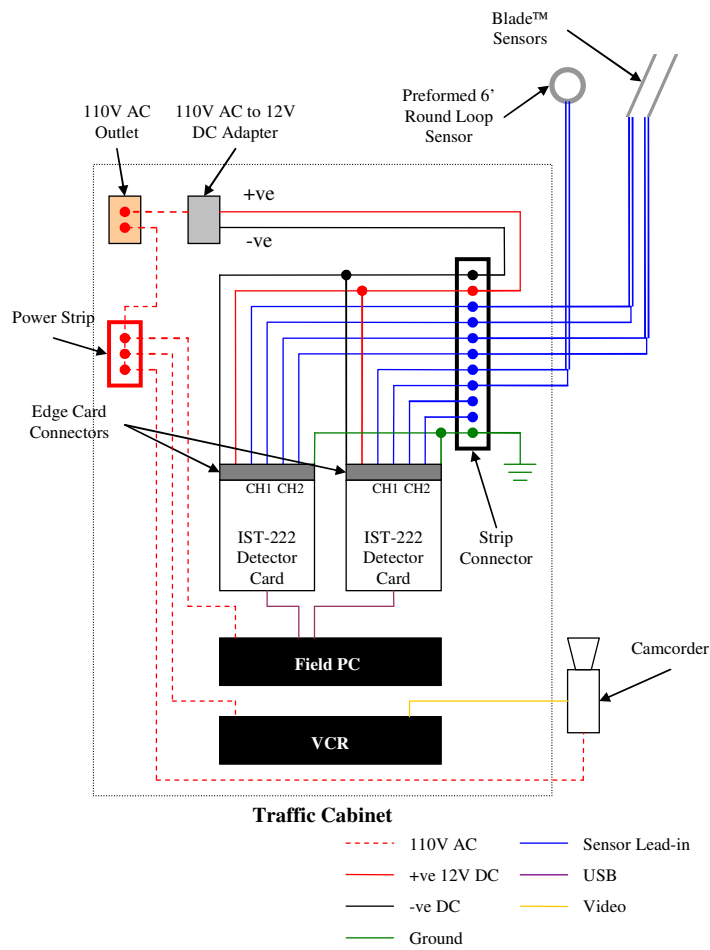 Blade™
Sensors
Preformed 6’
Round Loop
Sensor
110V AC
Outlet
110V AC to 12V
DC Adapter
+ve
-ve
Power Strip
Edge Card
Connectors
CH1 CH2
CH1 CH2
IST-222
Detector
Card
IST-222
Detector
Card
Strip
Connector
Field PC
Camcorder
VCR
Traffic Cabinet
110V AC
+ve 12V DC
-ve DC
Ground
Sensor Lead-in
USB
Video